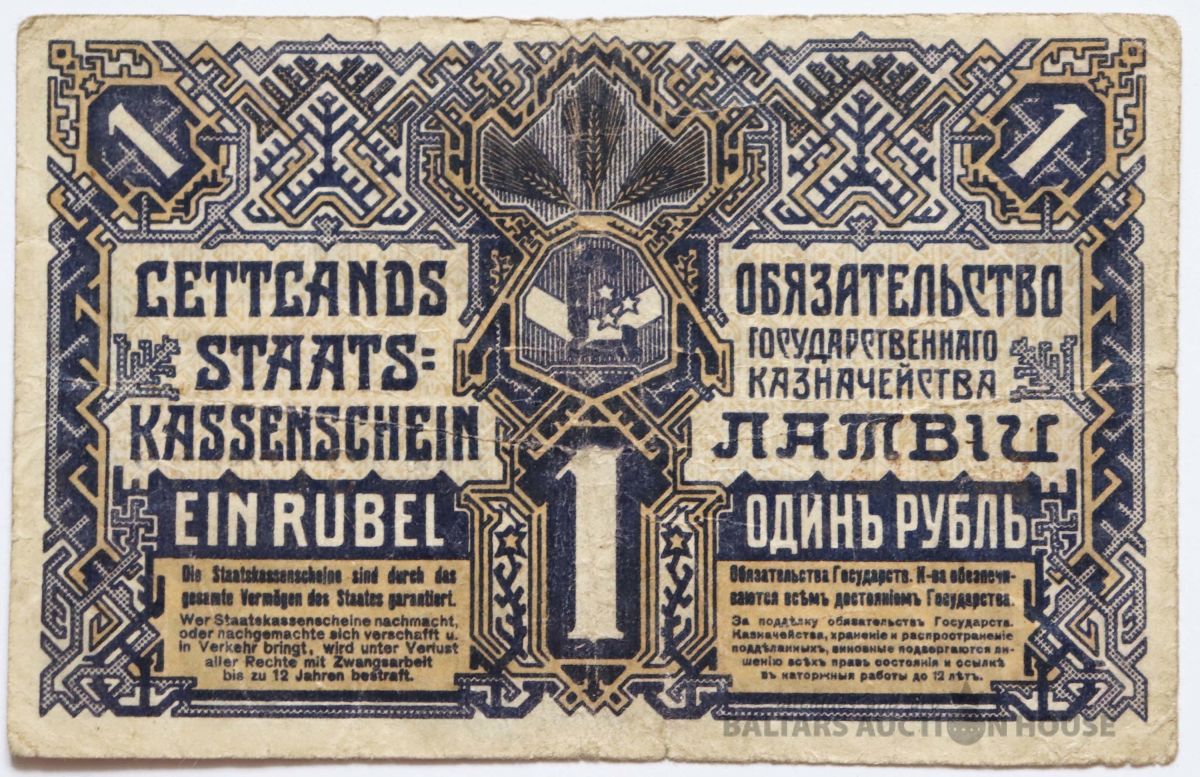 1
1
LETTLANDS
STAATS=
KASSENSCHEIN
EIN RUBEL
Die Staatskassenscheine sind durch das
gesamte Vermögen des Staates garantiert.
Wer Staatskassenscheine nachmacht,
oder nachgemachte sich verschafft u.
in Verkehr bringt, wird unter Verlust
aller Rechte mit Zwangsarbeit
bis zu 12 Jahren bestraft.
1
ОБЯЗАТЕЛЬСТВО
ГОСУДАРСТВЕННАГО
КАЗНАЧЕЙСТВА
ЛАТВІИ
ОДИНЪ РУБЛЬ
Обязательства Государств. К-ва обезпечи-
ваются всѣмъ достояніемъ Государства.
За поддѣлку обязательствъ Государств.
Казначейства, храненіе и распространеніе
поддѣланныхъ, виновные подвергаются ли-
шенію всѣхъ правъ состоянія и ссылкѣ
въ каторжныя работы до 12 лѣтъ.
BALTARS AUCTION HOUSE